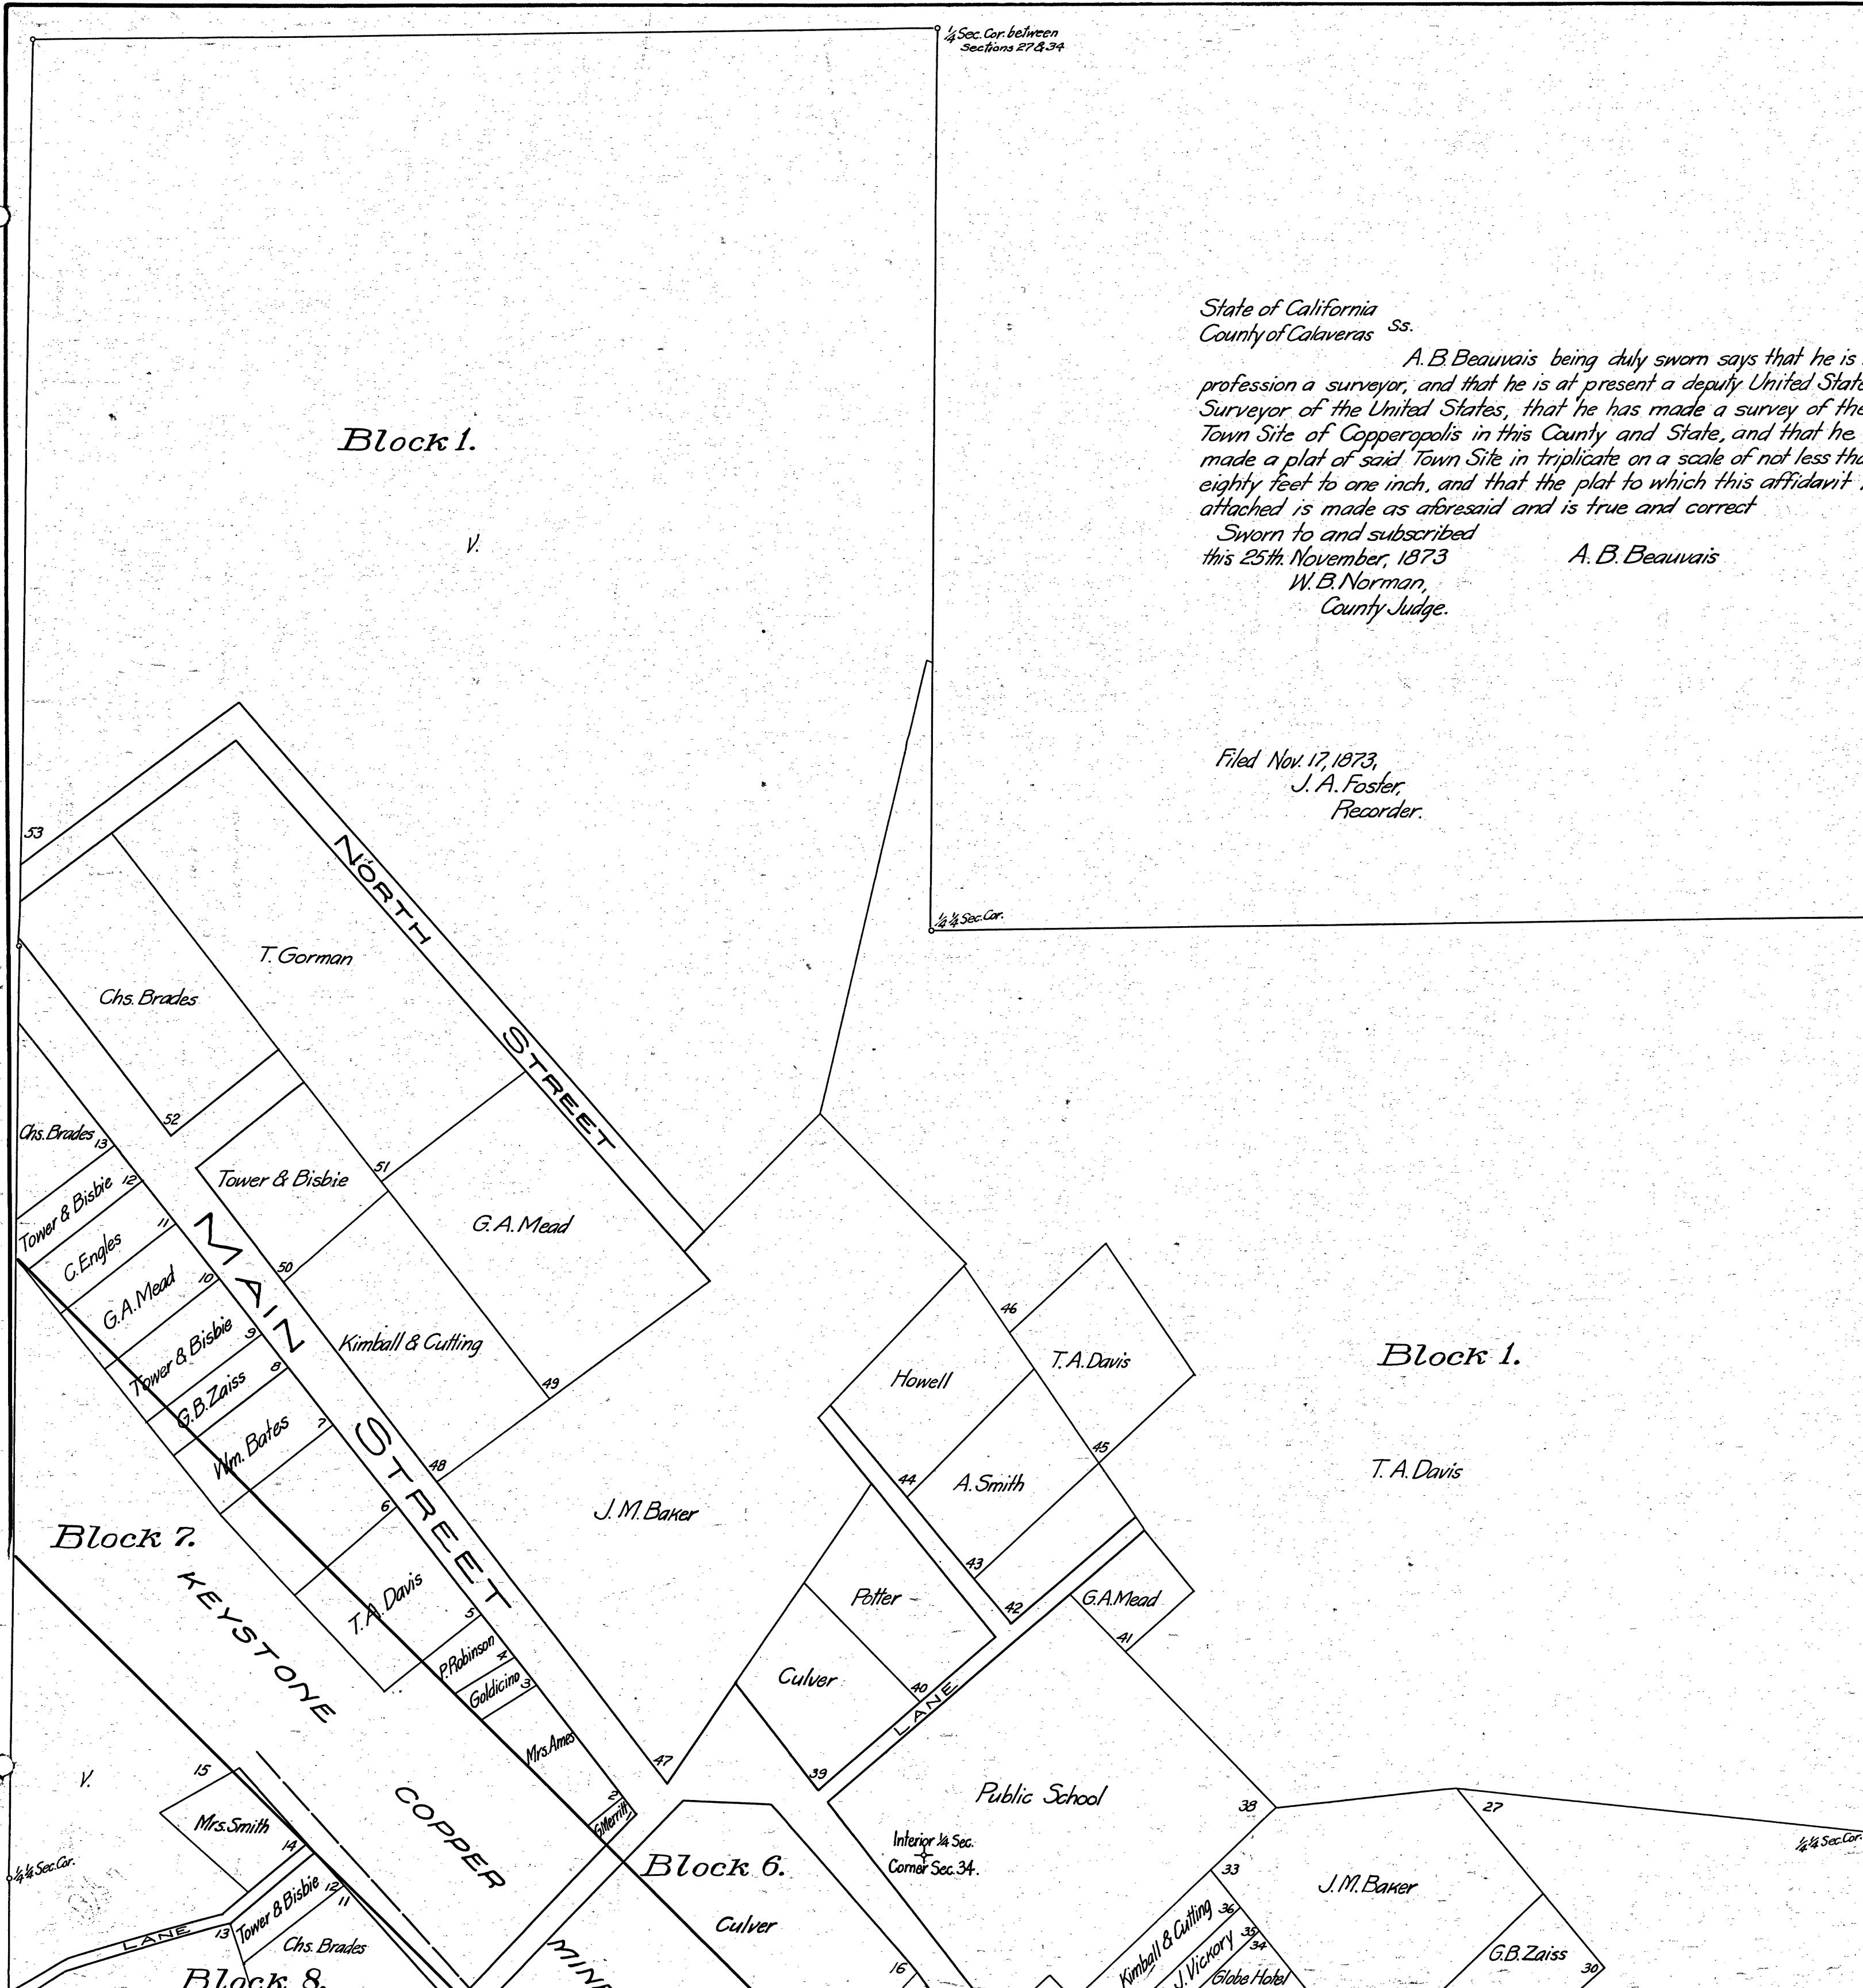 1/4 Sec. Cor. between
Sections 27 & 34
Block 1.
V.
State of California
County of Calaveras Ss.
A. B. Beauvais being duly sworn says that he is
profession a surveyor, and that he is at present a deputy United State
Surveyor of the United States, that he has made a survey of the
Town Site of Copperopolis in this County and State, and that he
made a plat of said Town Site in triplicate on a scale of not less tha
eighty feet to one inch, and that the plat to which this affidavit
attached is made as aforesaid and is true and correct
Sworn to and subscribed
this 25th. November, 1873
A. B. Beauvais
W. B. Norman,
County Judge.
Filed Nov. 17, 1873,
J. A. Foster,
Recorder.
53
NORTH STREET
1/4 1/4 Sec. Cor.
T. Gorman
Chs. Brades
52
Chs. Brades 13
Tower & Bisbie 12
C. Engles 11
G. A. Mead 10
Tower & Bisbie 9
G. B. Zaiss 8
Wm. Bates 7
6
T. A. Davis 5
P. Robinson 4
Goldicino 3
Mrs. Ames
2
G. Merritt
MAIN STREET
Tower & Bisbie
51
G. A. Mead
50
Kimball & Cutting
49
48
J. M. Baker
47
46
T. A. Davis
Howell
45
44
A. Smith
43
42
Block 1.
T. A. Davis
Potter
G. A. Mead
41
Culver
40
LANE
39
Public School
38
27
Interior 1/4 Sec.
Corner Sec. 34.
1/4 1/4 Sec. Cor.
Block 7.
KEYSTONE
COPPER
MINE
V.
15
Mrs. Smith
14
1/4 1/4 Sec. Cor.
Tower & Bisbie 12
11
13
LANE
Chs. Brades
Block 8.
Block 6.
Culver
16
33
J. M. Baker
Kimball & Cutting 36
J. Vickory 35
34
Globe Hotel
G. B. Zaiss 30